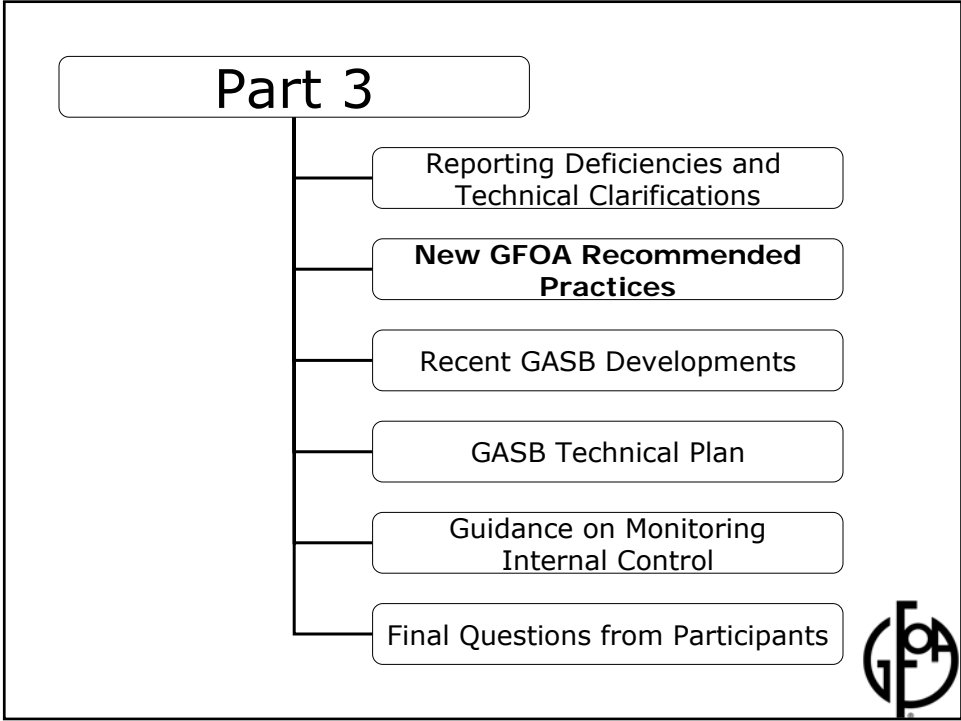 Part 3
Reporting Deficiencies and
Technical Clarifications
New GFOA Recommended
Practices
Recent GASB Developments
GASB Technical Plan
Guidance on Monitoring
Internal Control
Final Questions from Participants
GFOA
®